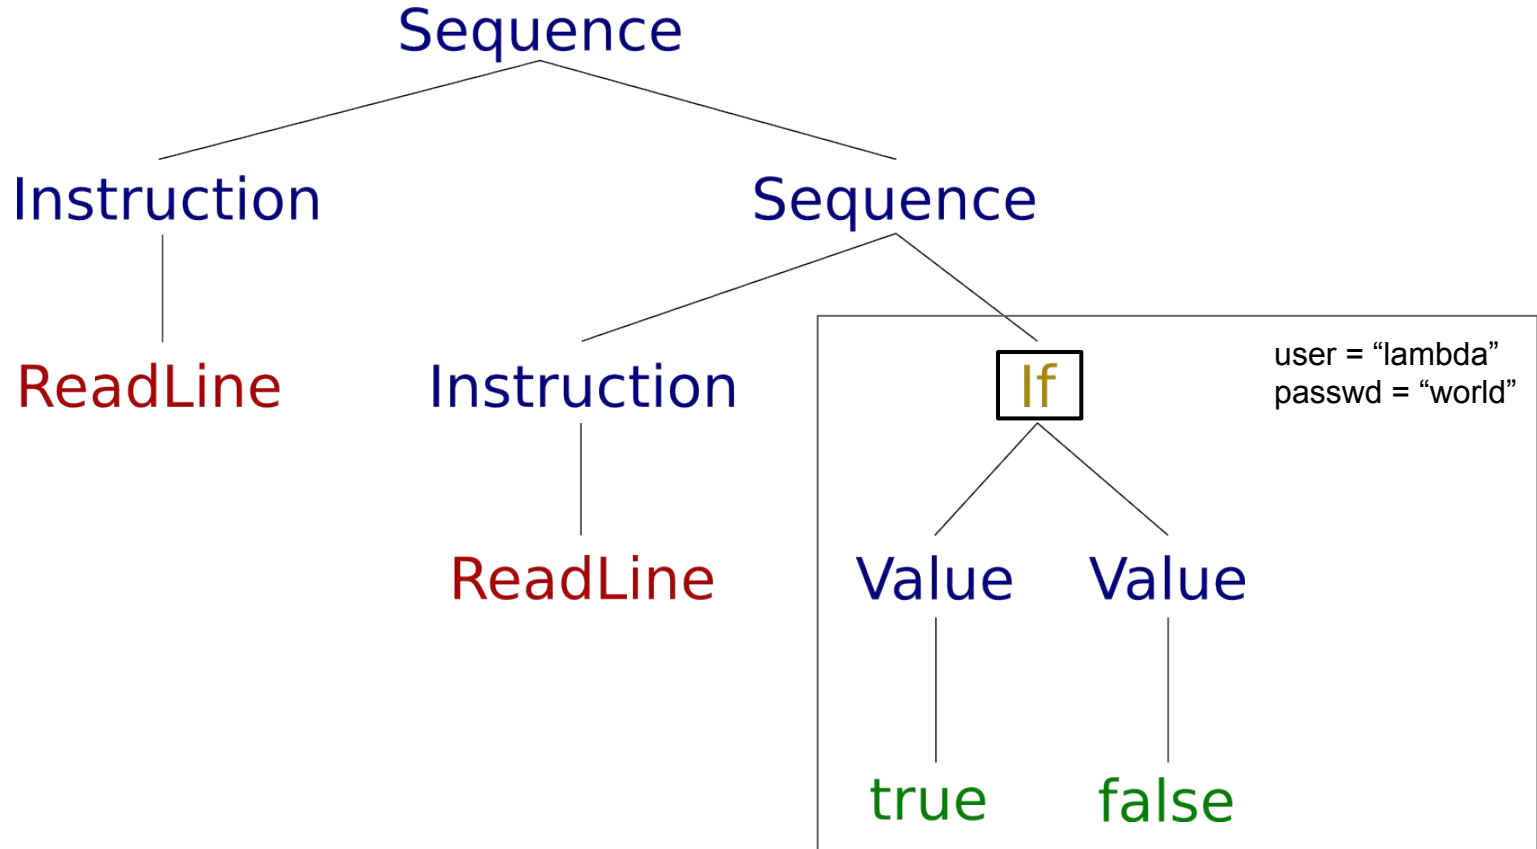 Sequence
Instruction
Sequence
ReadLine
Instruction
If
user = “lambda”
passwd = “world”
ReadLine
Value
Value
true
false